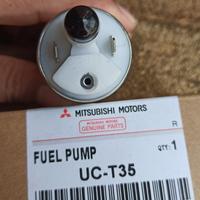 MITSUBISHI MOTORS
GENUINE PARTS
R
FUEL PUMP
QTY: 1
UC-T35